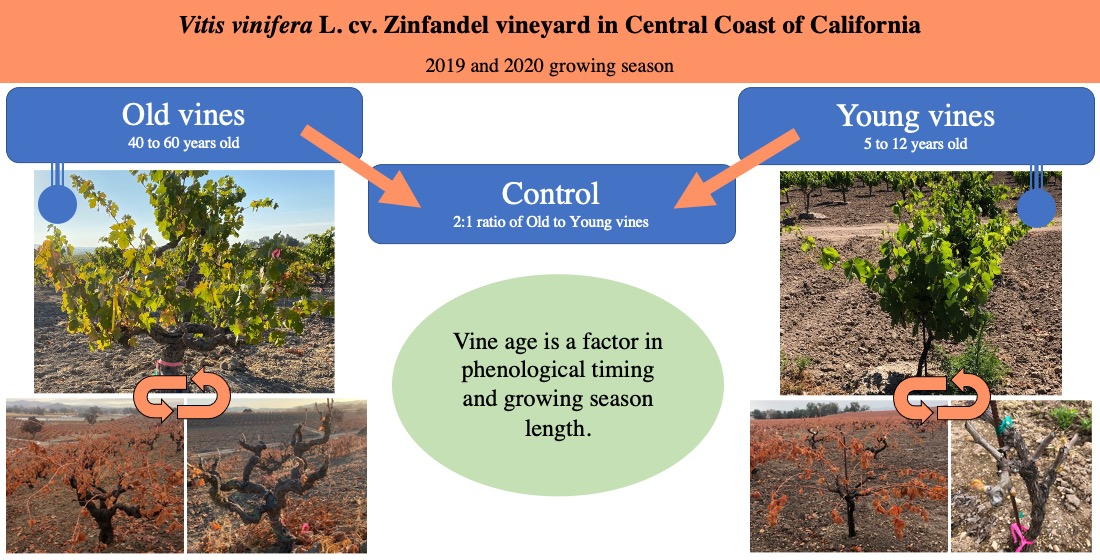 Vitis vinifera L. cv. Zinfandel vineyard in Central Coast of California
2019 and 2020 growing season
Old vines
40 to 60 years old
Young vines
5 to 12 years old
Control
2:1 ratio of Old to Young vines
Vine age is a factor in
phenological timing
and growing season
length.